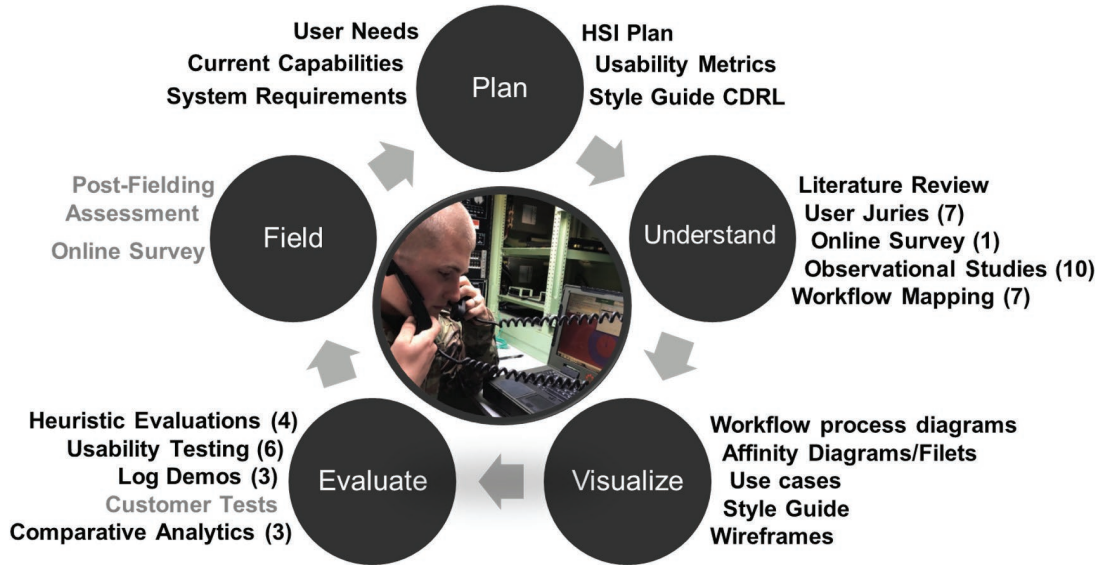 User Needs
Current Capabilities
System Requirements
Plan
HSI Plan
Usability Metrics
Style Guide CDRL
Understand
Literature Review
User Juries (7)
Online Survey (1)
Observational Studies (10)
Workflow Mapping (7)
Visualize
Workflow process diagrams
Affinity Diagrams/Filets
Use cases
Style Guide
Wireframes
Evaluate
Heuristic Evaluations (4)
Usability Testing (6)
Log Demos (3)
Customer Tests
Comparative Analytics (3)
Field
Post-Fielding
Assessment
Online Survey